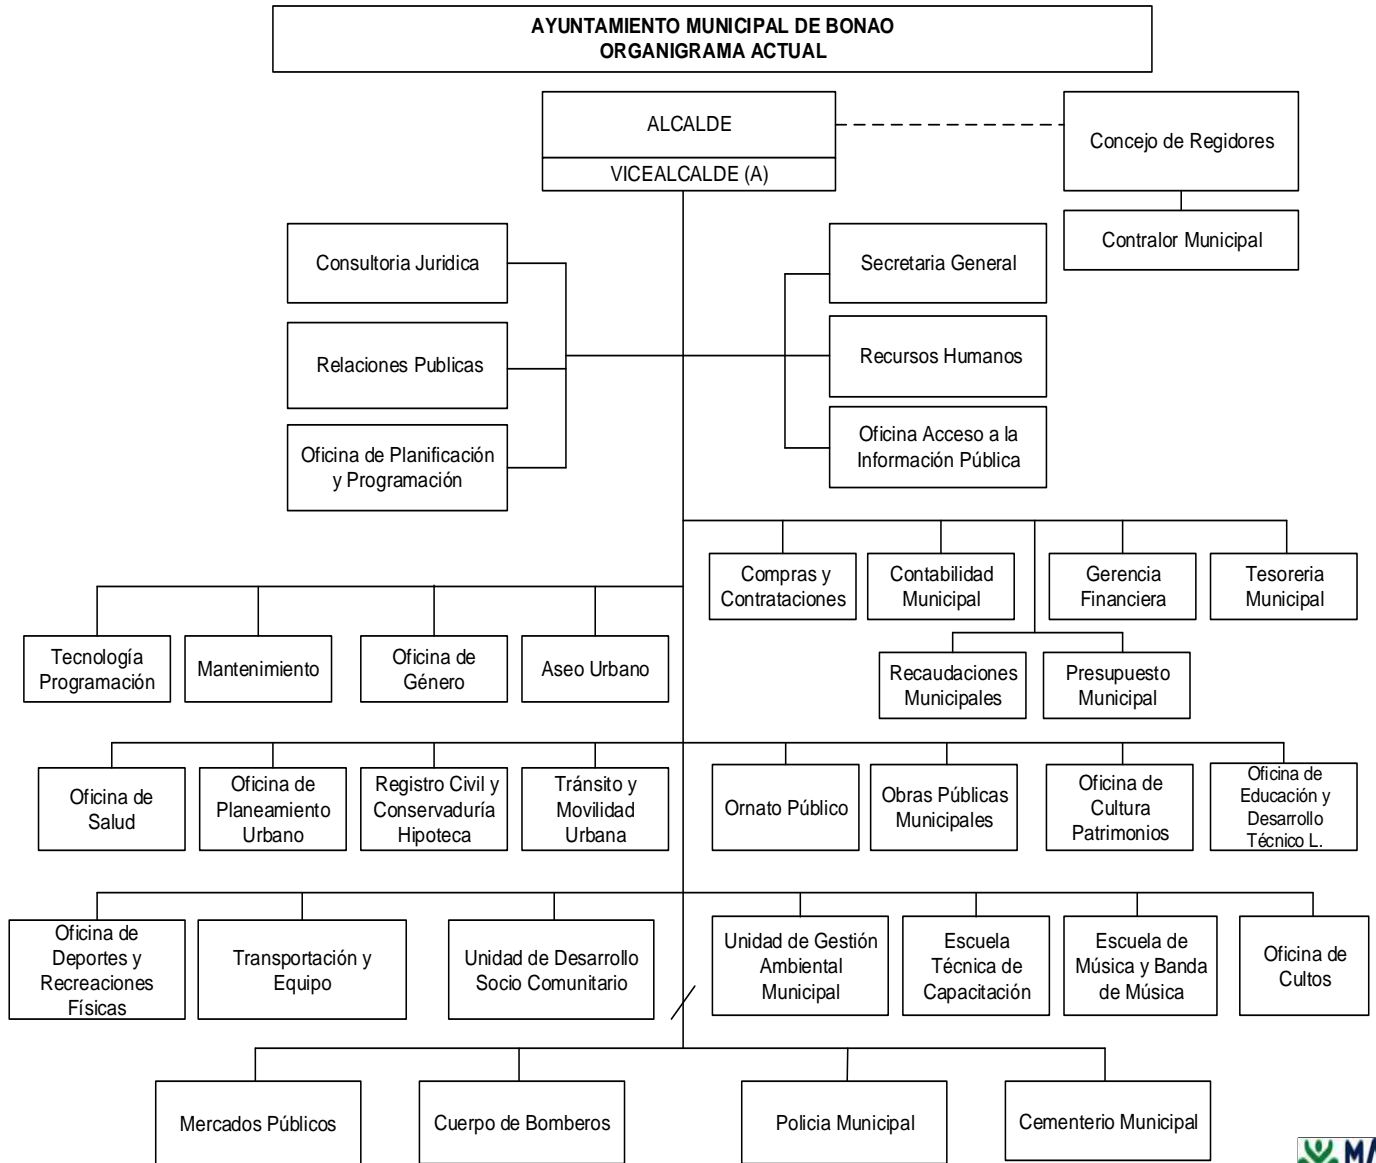 AYUNTAMIENTO MUNICIPAL DE BONAO
ORGANIGRAMA ACTUAL
ALCALDE
VICEALCALDE (A)
Concejo de Regidores
Contralor Municipal
Consultoria Juridica
Relaciones Publicas
Oficina de Planificación
y Programación
Secretaria General
Recursos Humanos
Oficina Acceso a la
Información Pública
Compras y
Contrataciones
Contabilidad
Municipal
Gerencia
Financiera
Tesoreria
Municipal
Recaudaciones
Municipales
Presupuesto
Municipal
Tecnología
Programación
Mantenimiento
Oficina de
Género
Aseo Urbano
Oficina de
Salud
Oficina de
Planeamiento
Urbano
Registro Civil y
Conservaduría
Hipoteca
Tránsito y
Movilidad
Urbana
Ornato Público
Obras Públicas
Municipales
Oficina de
Cultura
Patrimonios
Oficina de
Educación y
Desarrollo
Técnico L.
Oficina de
Deportes y
Recreaciones
Físicas
Transportación y
Equipo
Unidad de Desarrollo
Socio Comunitario
Unidad de Gestión
Ambiental
Municipal
Escuela
Técnica de
Capacitación
Escuela de
Música y Banda
de Música
Oficina de
Cultos
Mercados Públicos
Cuerpo de Bomberos
Policia Municipal
Cementerio Municipal